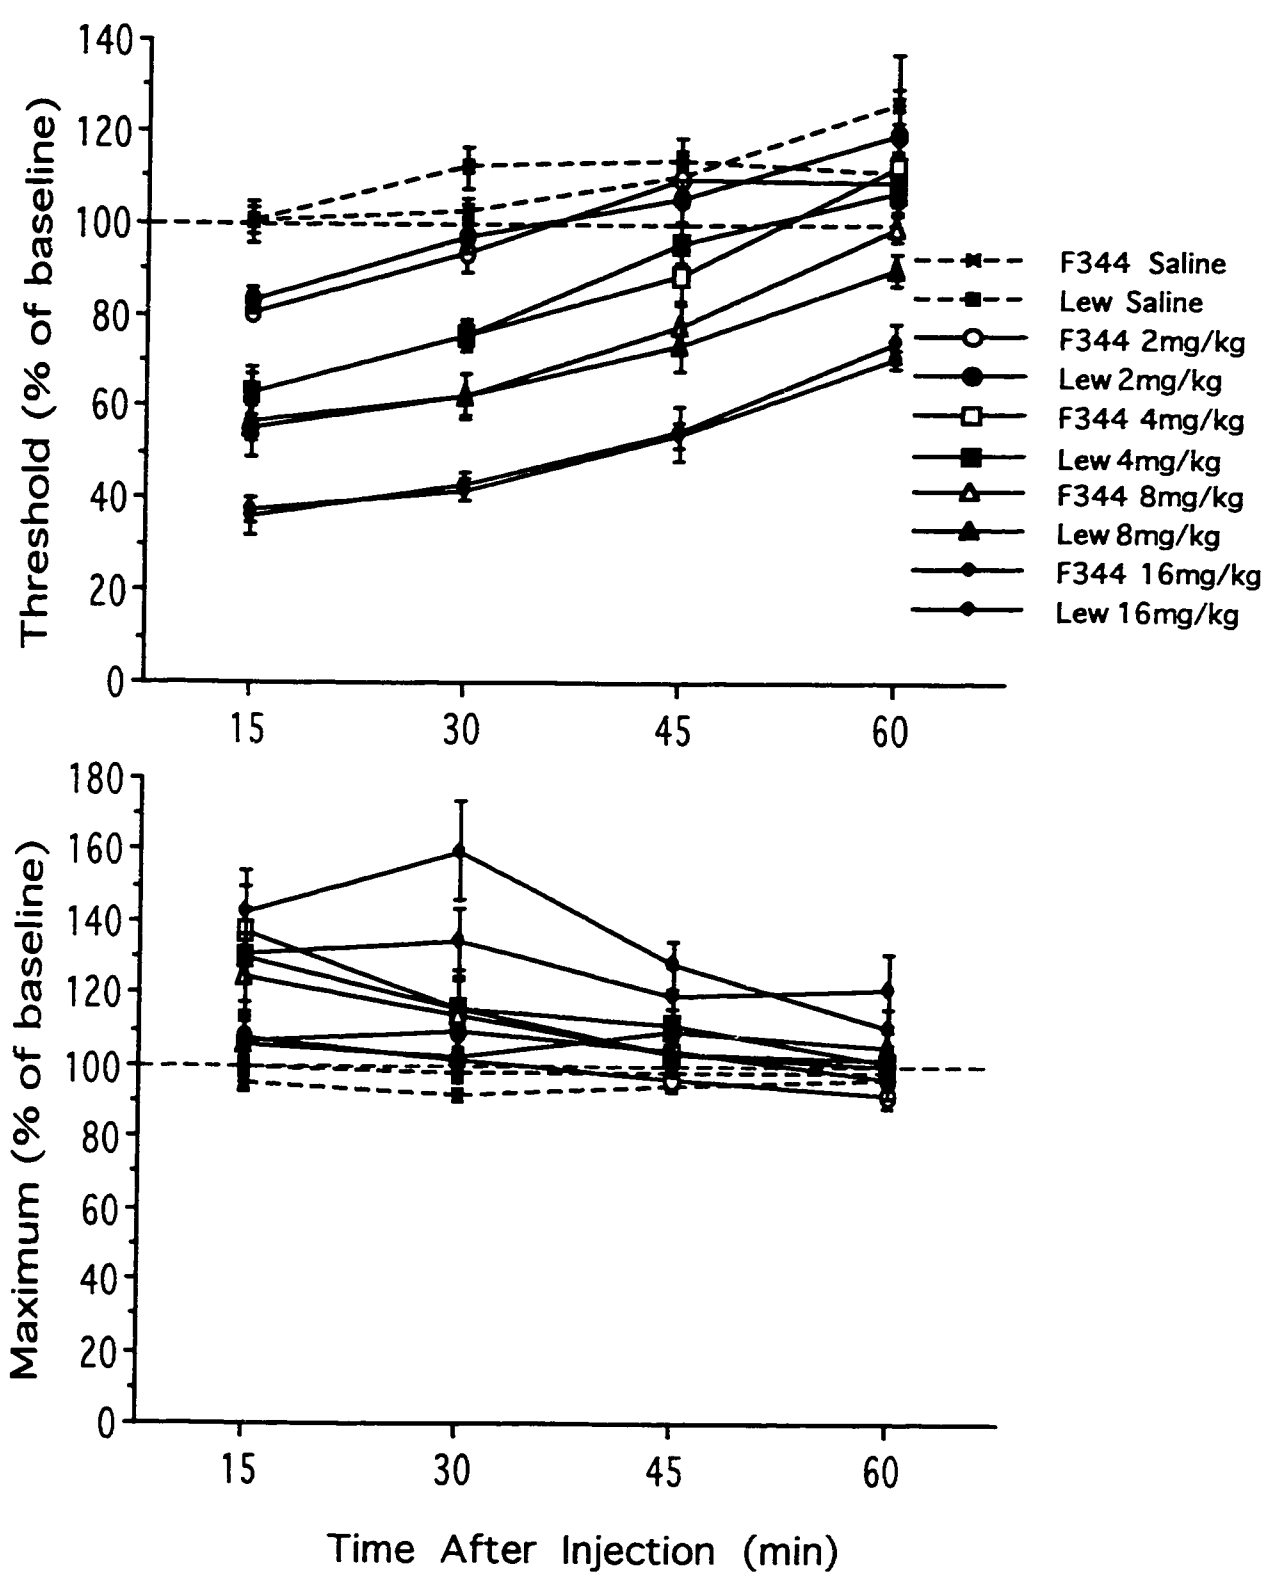 Threshold (% of baseline)
140
120
100
80
60
40
20
0
15 30 45 60
F344 Saline
Lew Saline
F344 2mg/kg
Lew 2mg/kg
F344 4mg/kg
Lew 4mg/kg
F344 8mg/kg
Lew 8mg/kg
F344 16mg/kg
Lew 16mg/kg
Maximum (% of baseline)
180
160
140
120
100
80
60
40
20
0
15 30 45 60
Time After Injection (min)